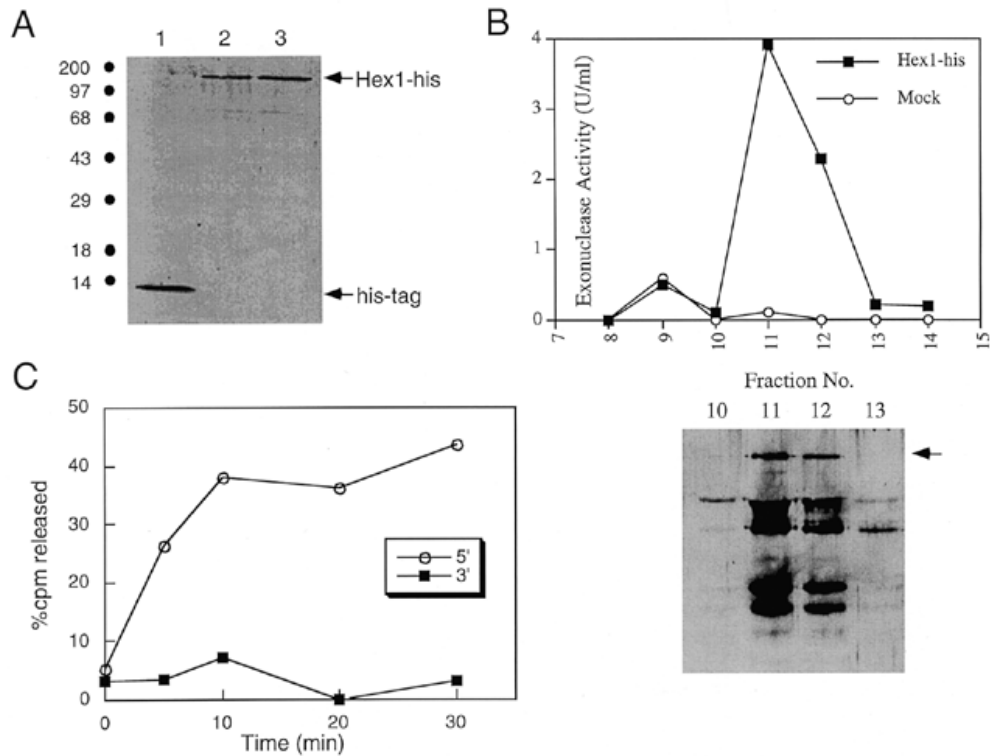 A
1 2 3
200
97
68
43
29
18
14
Hex1-his
his-tag
B
Exonuclease Activity (U/ml)
4
3
2
1
0
Hex1-his
Mock
7 8 9 10 11 12 13 14 15
Fraction No.
10 11 12 13
C
%cpm released
50
40
30
20
10
0
5'
3'
0 10 20 30
Time (min)